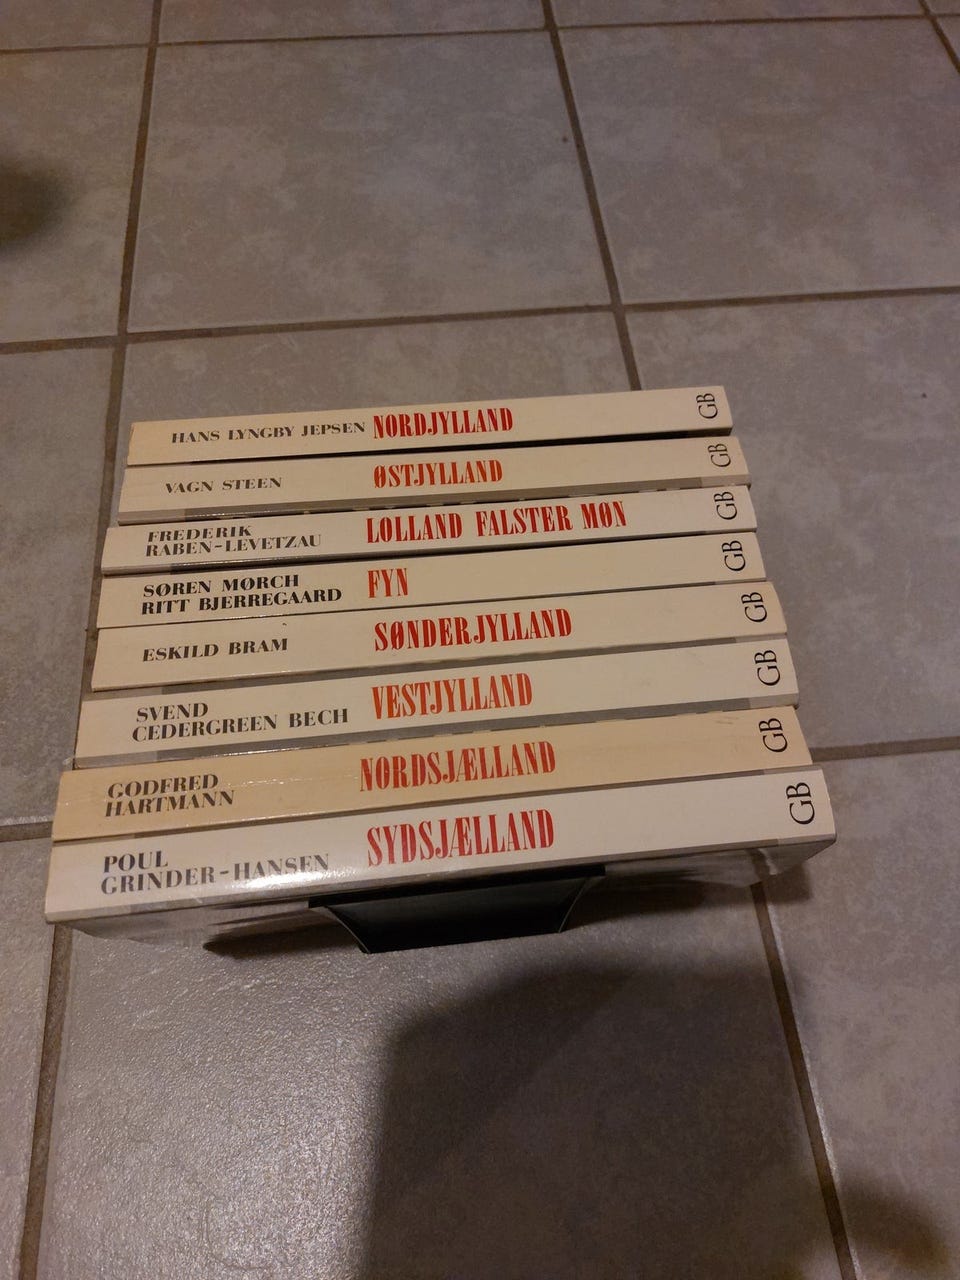 HANS LYNGBY JEPSEN NORDJYLLAND GB
VAGN STEEN ØSTJYLLAND GB
FREDERIK
RABEN-LEVETZAU LOLLAND FALSTER MØN GB
SØREN MØRCH
RITT BJERREGAARD FYN GB
ESKILD BRAM SØNDERJYLLAND GB
SVEND
CEDERGREEN BECH VESTJYLLAND GB
GODFRED
HARTMANN NORDSJÆLLAND GB
POUL
GRINDER-HANSEN SYDSJÆLLAND GB